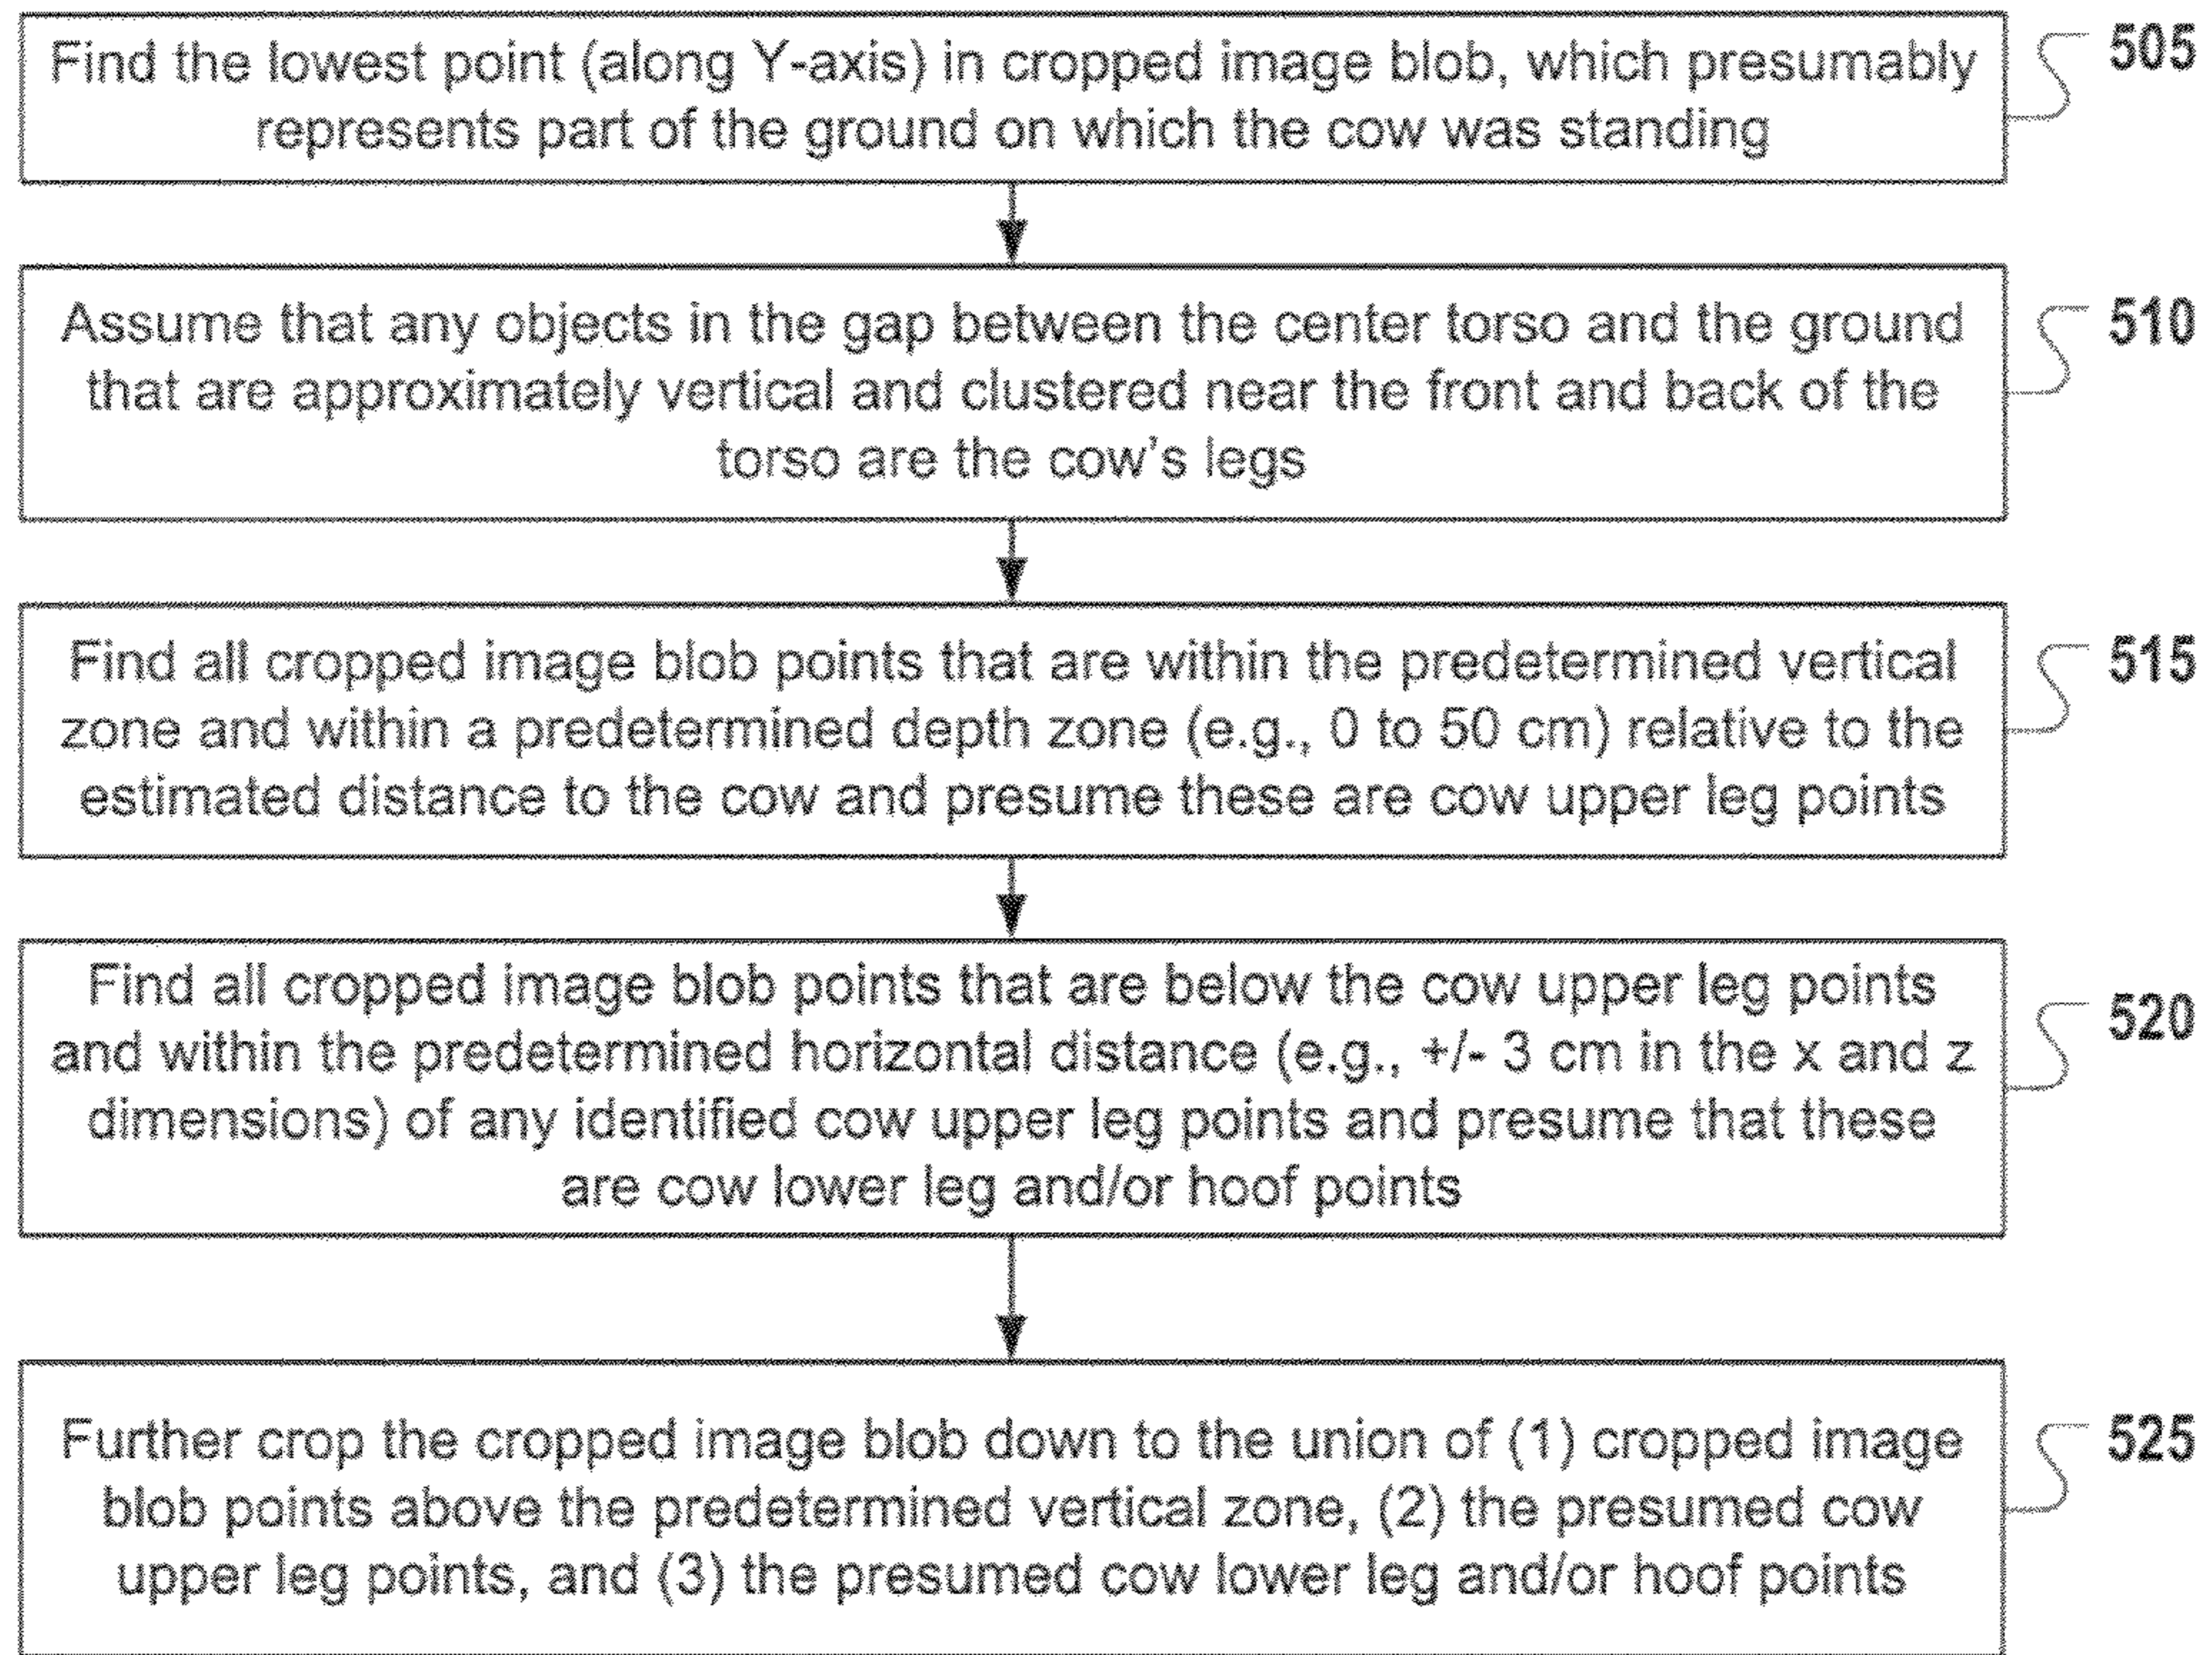 Find the lowest point (along Y-axis) in cropped image blob, which presumably
represents part of the ground on which the cow was standing
505
Assume that any objects in the gap between the center torso and the ground
that are approximately vertical and clustered near the front and back of the
torso are the cow's legs
510
Find all cropped image blob points that are within the predetermined vertical
zone and within a predetermined depth zone (e.g., 0 to 50 cm) relative to the
estimated distance to the cow and presume these are cow upper leg points
515
Find all cropped image blob points that are below the cow upper leg points
and within the predetermined horizontal distance (e.g., +/- 3 cm in the x and z
dimensions) of any identified cow upper leg points and presume that these
are cow lower leg and/or hoof points
520
Further crop the cropped image blob down to the union of (1) cropped image
blob points above the predetermined vertical zone, (2) the presumed cow
upper leg points, and (3) the presumed cow lower leg and/or hoof points
525